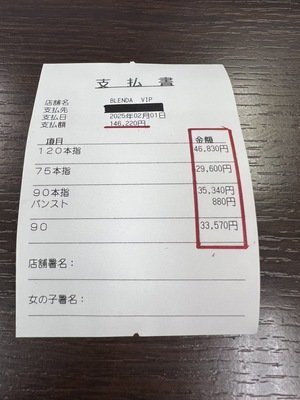 支払書
店舗名 BLENDA VIP
支払先
支払日 2025年02月01日
支払額 146,220円
項目 金額
120本指 46,830円
75本指 29,600円
90本指 35,340円
パンスト 880円
90 33,570円
店舗署名：
女の子署名：